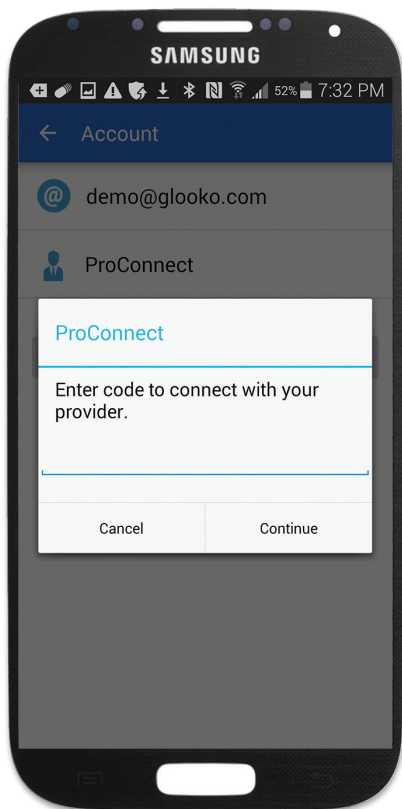 SAMSUNG
52% 7:32 PM
Account
demo@glooko.com
ProConnect
ProConnect
Enter code to connect with your
provider.
Cancel Continue